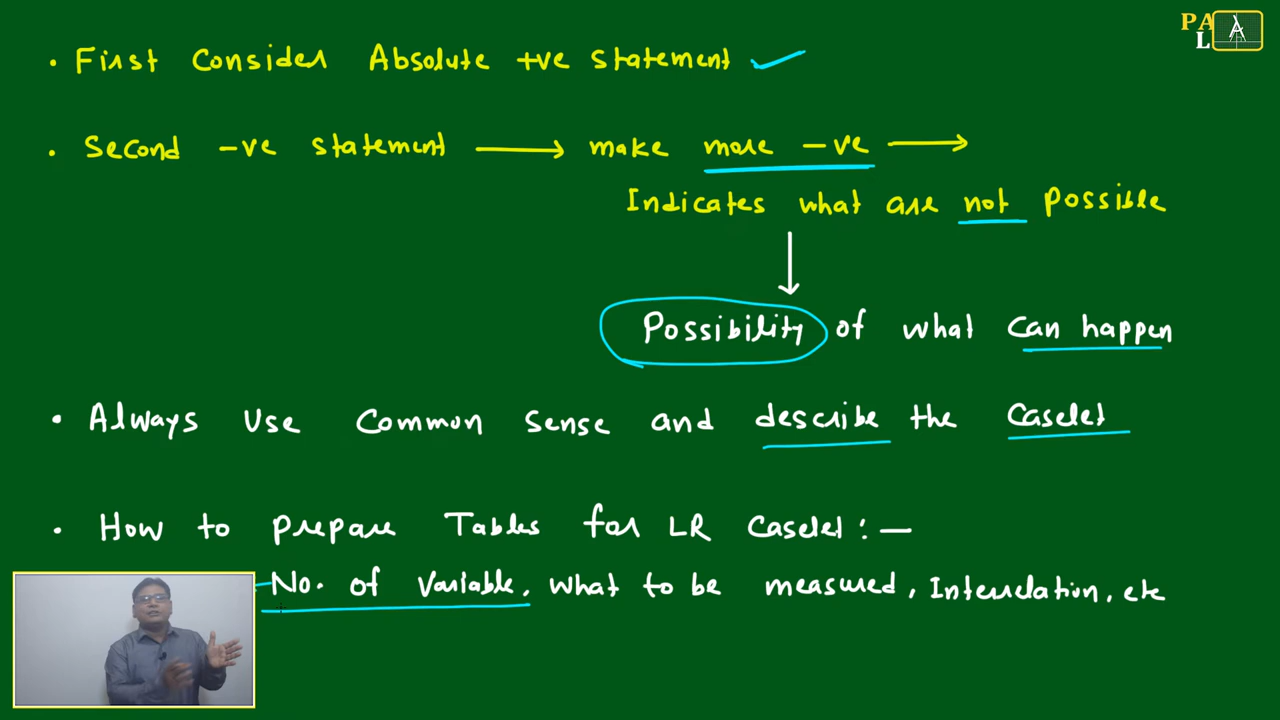 PA
L A
• First Consider Absolute +ve statement ✓
• Second -ve statement → make more -ve →
Indicates what are not possible
↓
Possibility of what can happen
• Always Use Common Sense and describe the Caselet
• How to prepare Tables for LR Caselet : —
No. of Variable, What to be measured, Interrelation, etc